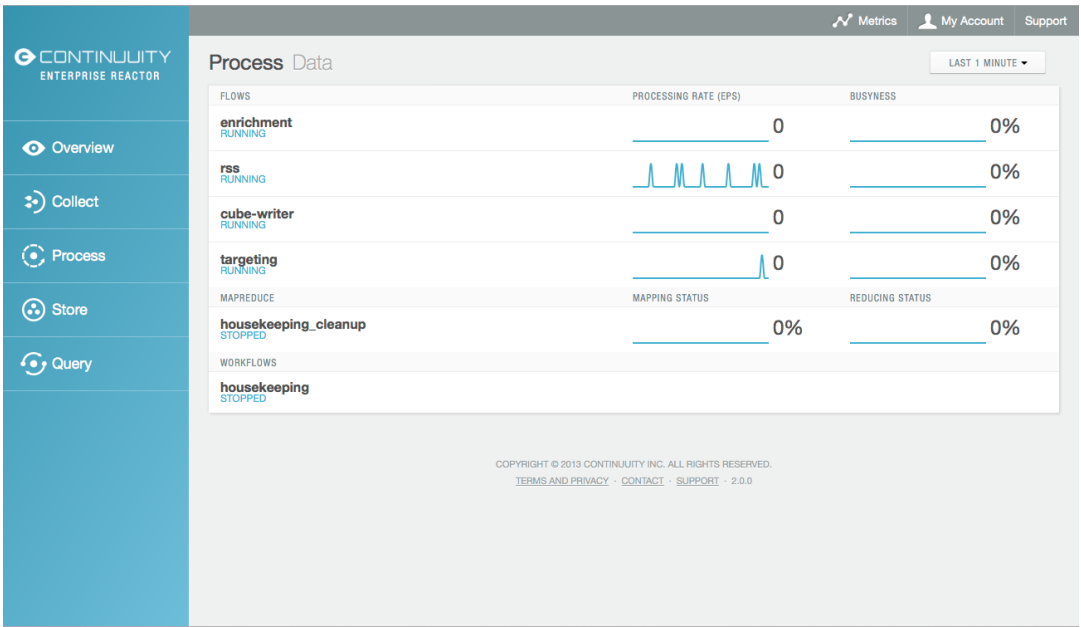 Metrics My Account Support
CONTINUUITY
ENTERPRISE REACTOR
Overview
Collect
Process
Store
Query
Process Data
LAST 1 MINUTE
FLOWS PROCESSING RATE (EPS) BUSYNESS
enrichment
RUNNING
0 0%
rss
RUNNING
0 0%
cube-writer
RUNNING
0 0%
targeting
RUNNING
0 0%
MAPREDUCE MAPPING STATUS REDUCING STATUS
housekeeping_cleanup
STOPPED
0% 0%
WORKFLOWS
housekeeping
STOPPED
COPYRIGHT © 2013 CONTINUUITY INC. ALL RIGHTS RESERVED.
TERMS AND PRIVACY · CONTACT · SUPPORT · 2.0.0